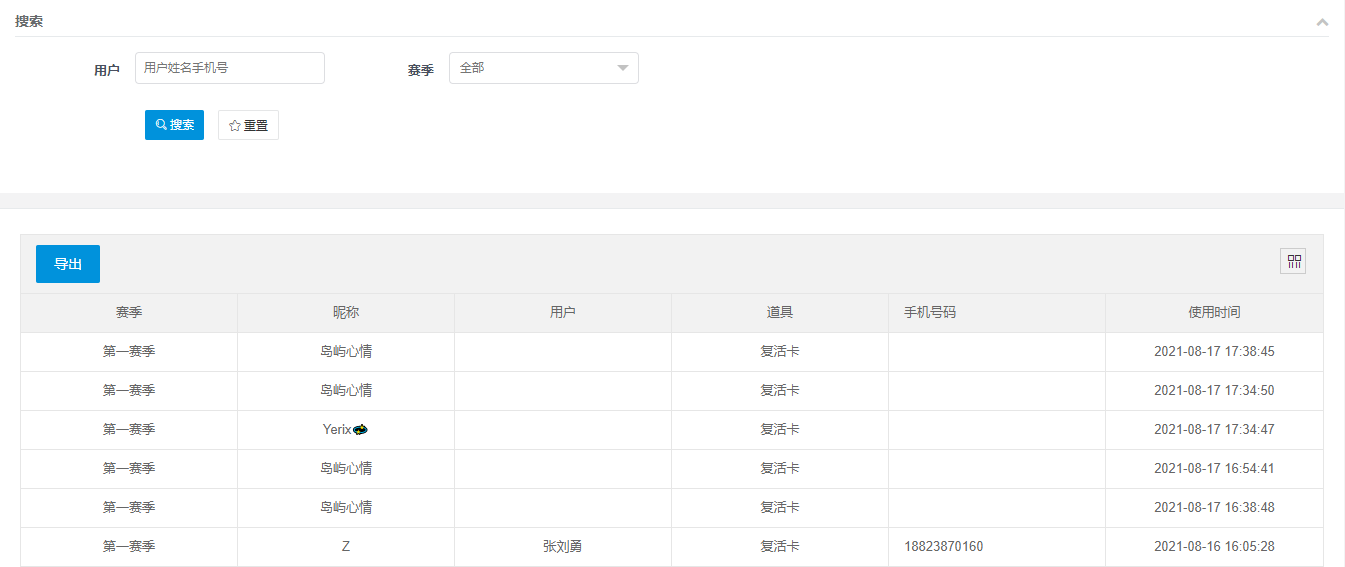 搜索
用户 用户姓名手机号 赛季 全部
搜索 重置
导出
赛季 昵称 用户 道具 手机号码 使用时间
第一赛季 岛屿心情 复活卡 2021-08-17 17:38:45
第一赛季 岛屿心情 复活卡 2021-08-17 17:34:50
第一赛季 Yerix 复活卡 2021-08-17 17:34:47
第一赛季 岛屿心情 复活卡 2021-08-17 16:54:41
第一赛季 岛屿心情 复活卡 2021-08-17 16:38:48
第一赛季 Z 张刘勇 复活卡 18823870160 2021-08-16 16:05:28